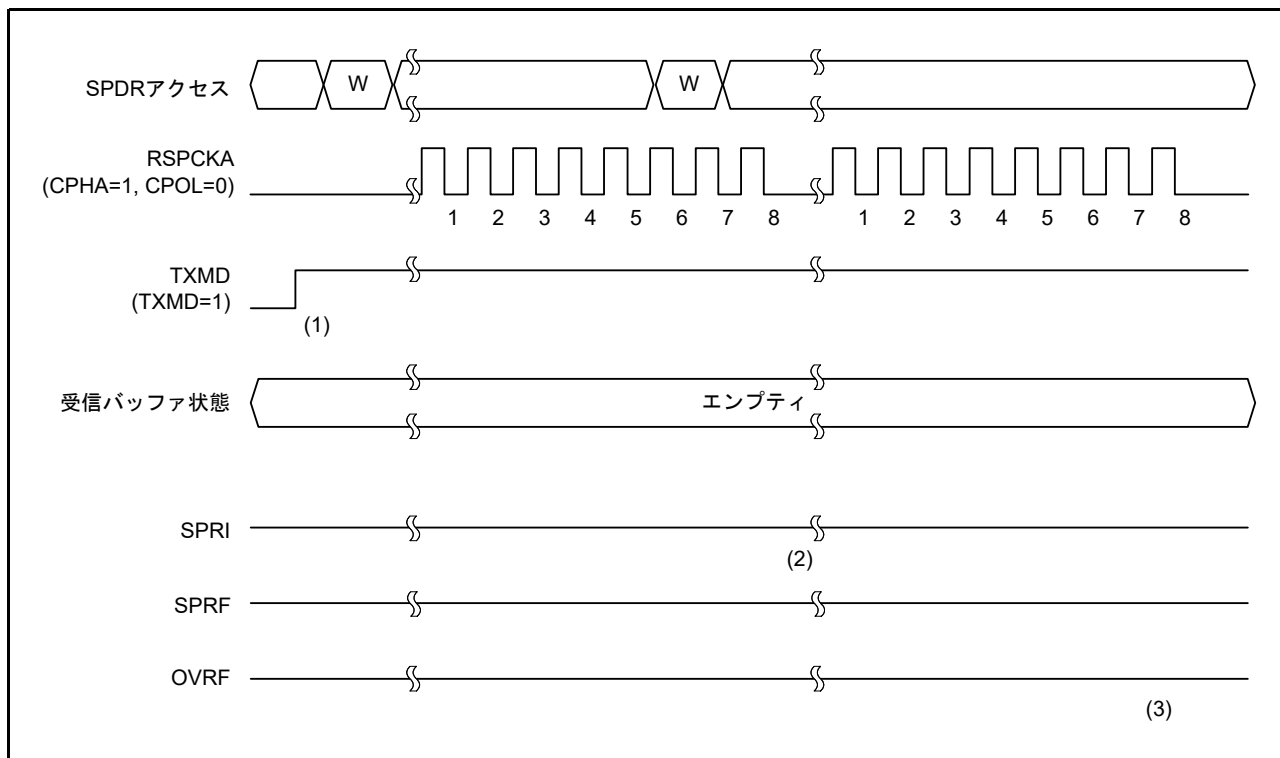 SPDRアクセス
W
W
RSPCKA
(CPHA=1, CPOL=0)
1 2 3 4 5 6 7 8
1 2 3 4 5 6 7 8
TXMD
(TXMD=1)
(1)
受信バッファ状態
エンプティ
SPRI
(2)
SPRF
OVRF
(3)